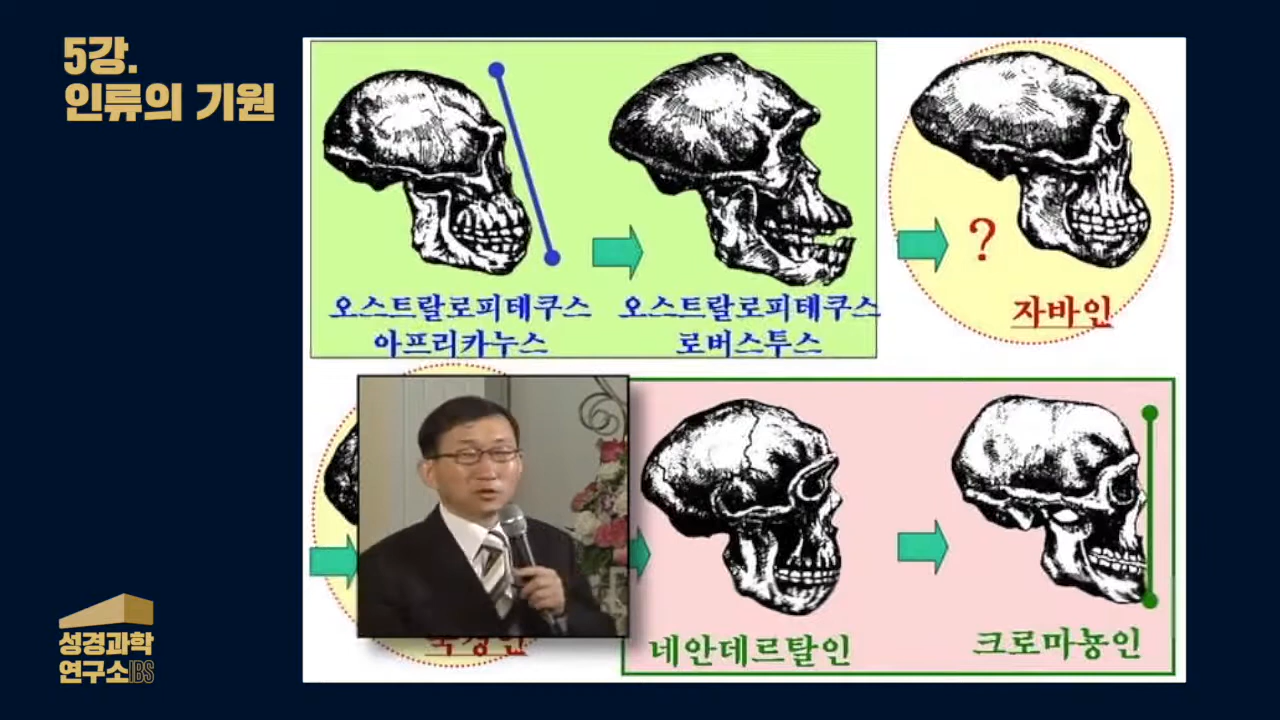 5강.
인류의 기원
오스트랄로피테쿠스
아프리카누스
오스트랄로피테쿠스
로버스투스
?
자바인
네안데르탈인
크로마뇽인
성경과학
연구소IBS